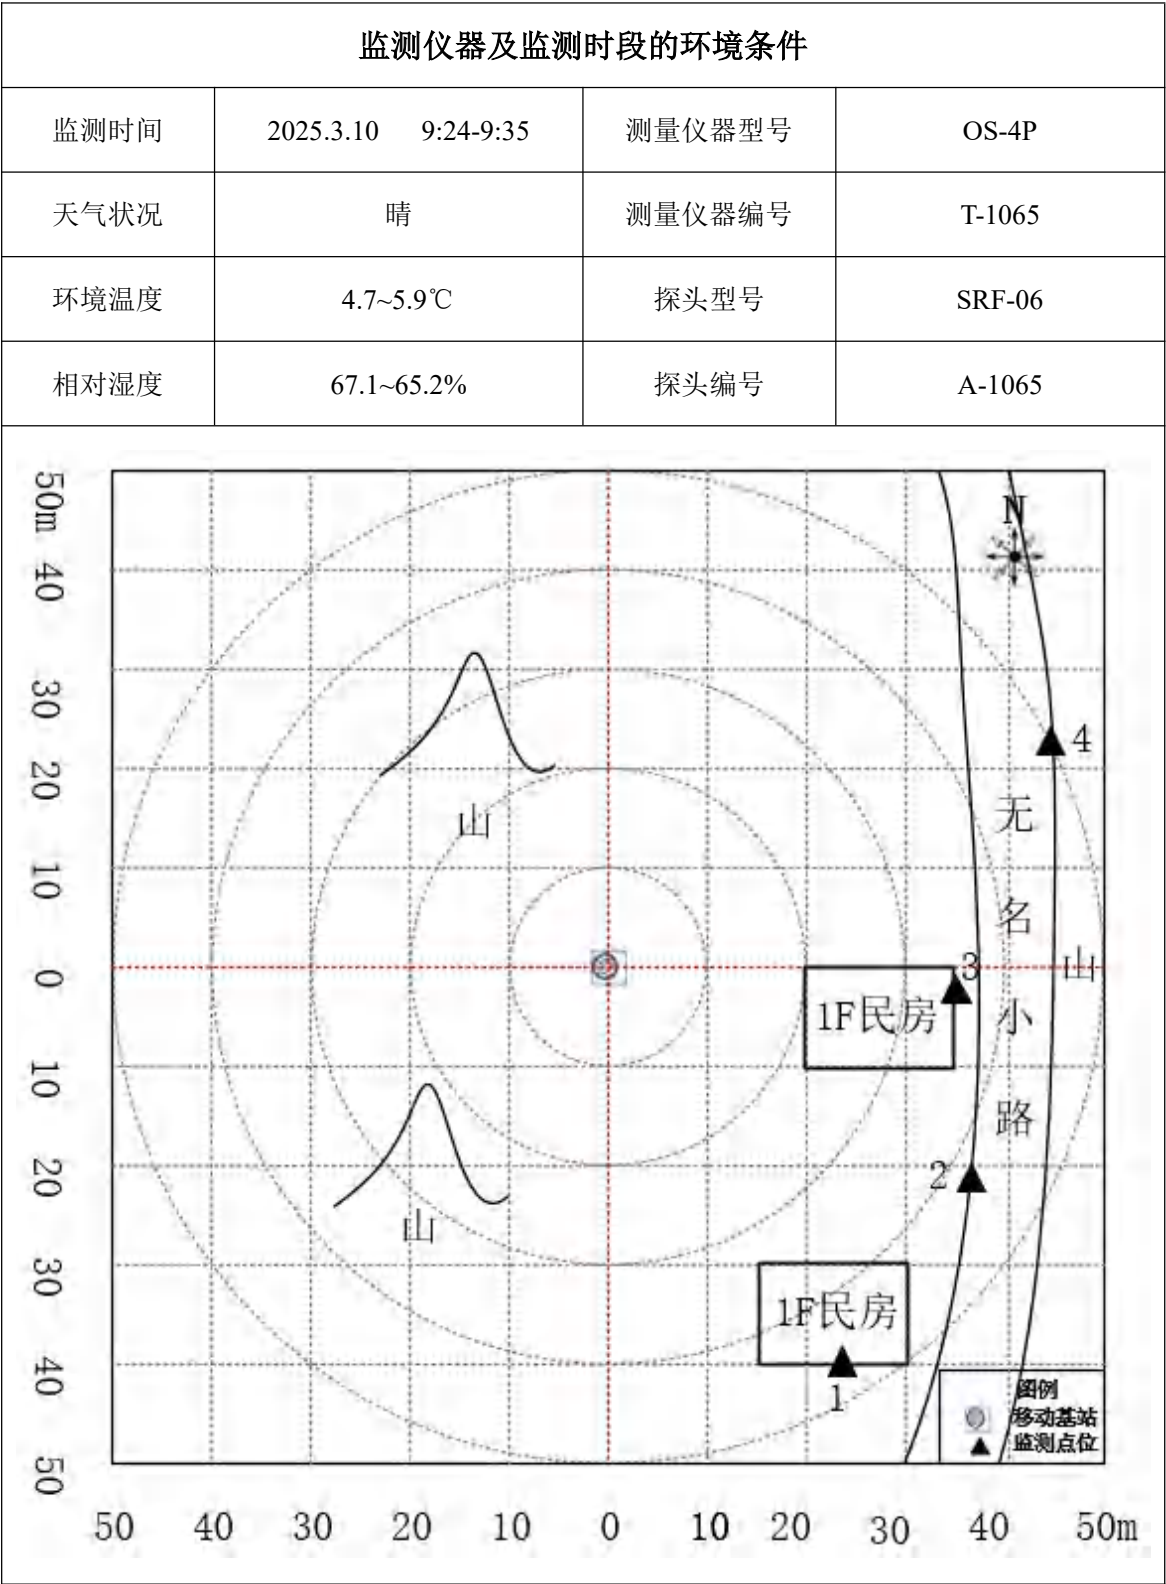 监测仪器及监测时段的环境条件
监测时间 2025.3.10 9:24-9:35 测量仪器型号 OS-4P
天气状况 晴 测量仪器编号 T-1065
环境温度 4.7~5.9℃ 探头型号 SRF-06
相对湿度 67.1~65.2% 探头编号 A-1065
50m
40
30
20
10
0
10
20
30
40
50
N
4
山
无名小路
3
山
1F民房
2
山
1F民房
1
图例
移动基站
监测点位
50 40 30 20 10 0 10 20 30 40 50m